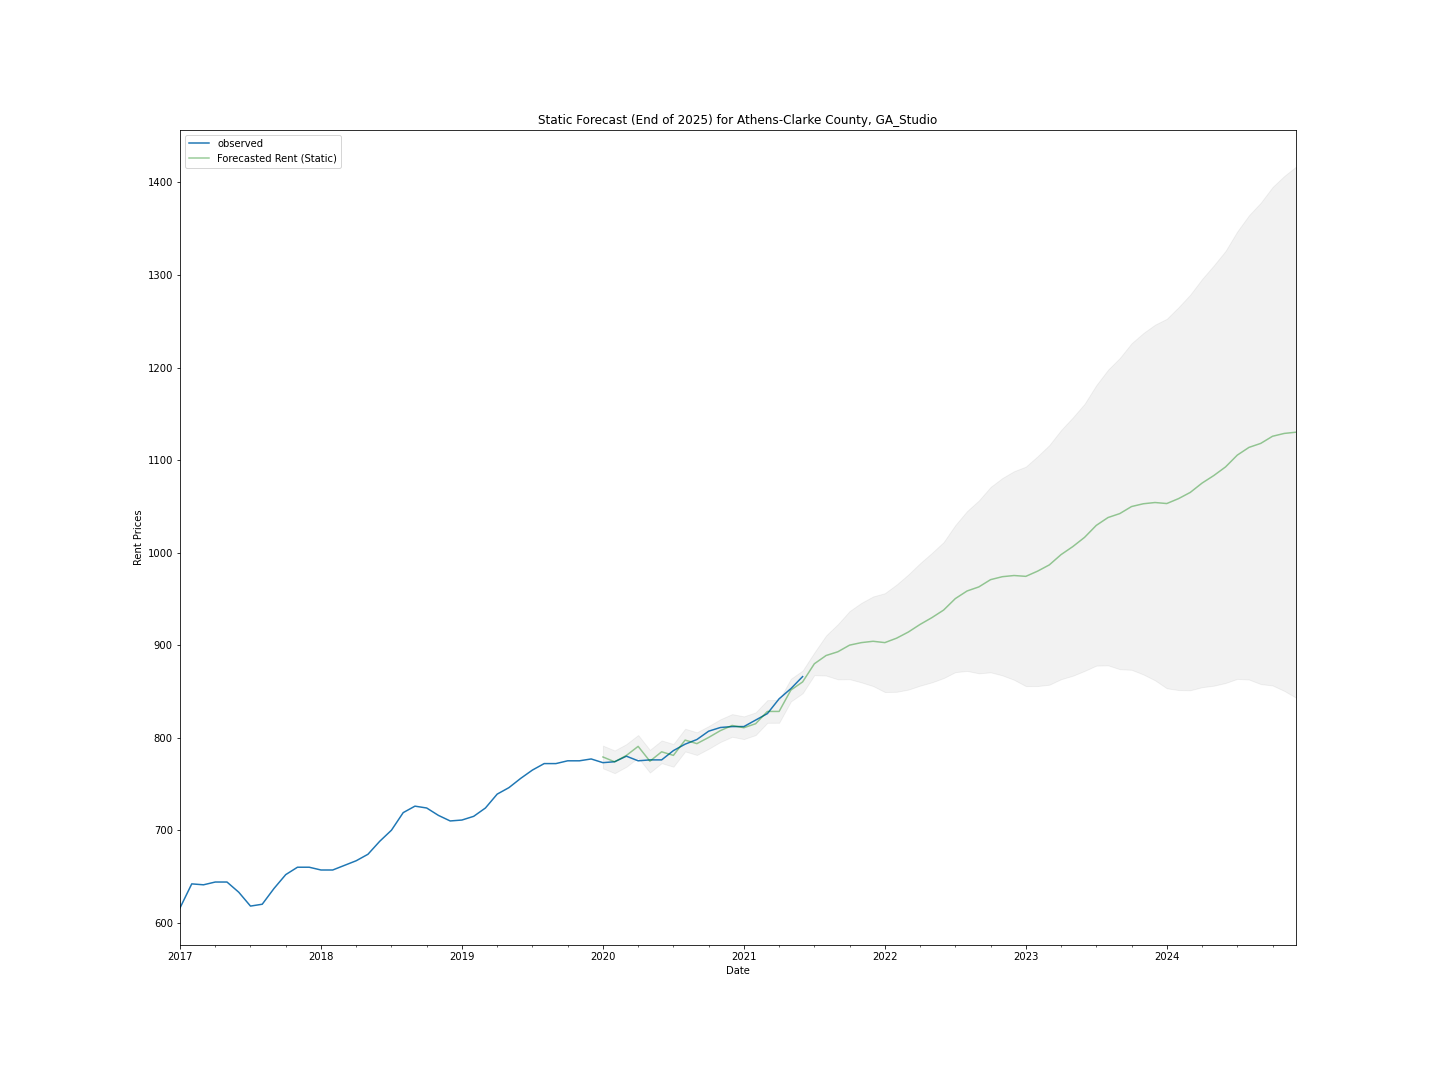 Static Forecast (End of 2025) for Athens-Clarke County, GA_Studio
observed
Forecasted Rent (Static)
1400
1300
1200
1100
1000
900
800
700
600
Rent Prices
2017 2018 2019 2020 2021 2022 2023 2024
Date